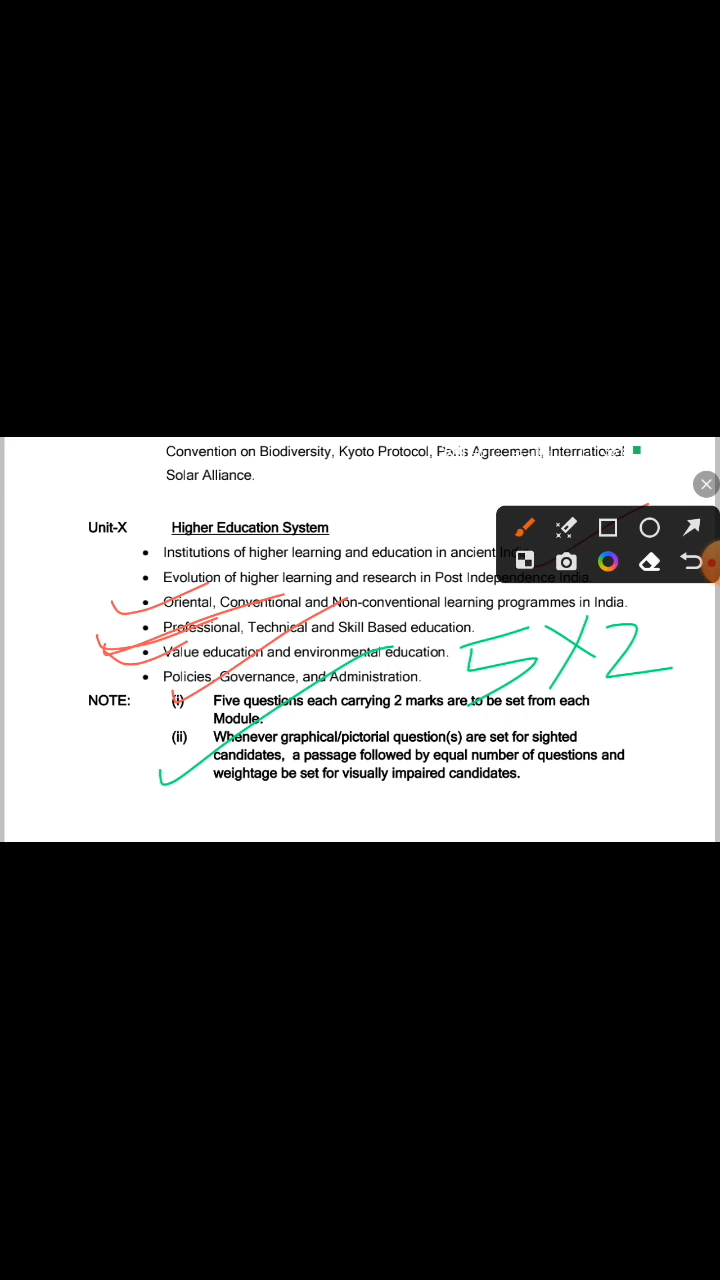 Convention on Biodiversity, Kyoto Protocol, Paris Agreement, International
Solar Alliance.
Unit-X Higher Education System
• Institutions of higher learning and education in ancient India.
• Evolution of higher learning and research in Post Independence India.
• Oriental, Conventional and Non-conventional learning programmes in India.
• Professional, Technical and Skill Based education.
• Value education and environmental education.
• Policies, Governance, and Administration.
5X2
NOTE: (i) Five questions each carrying 2 marks are to be set from each
Module.
(ii) Whenever graphical/pictorial question(s) are set for sighted
candidates, a passage followed by equal number of questions and
weightage be set for visually impaired candidates.